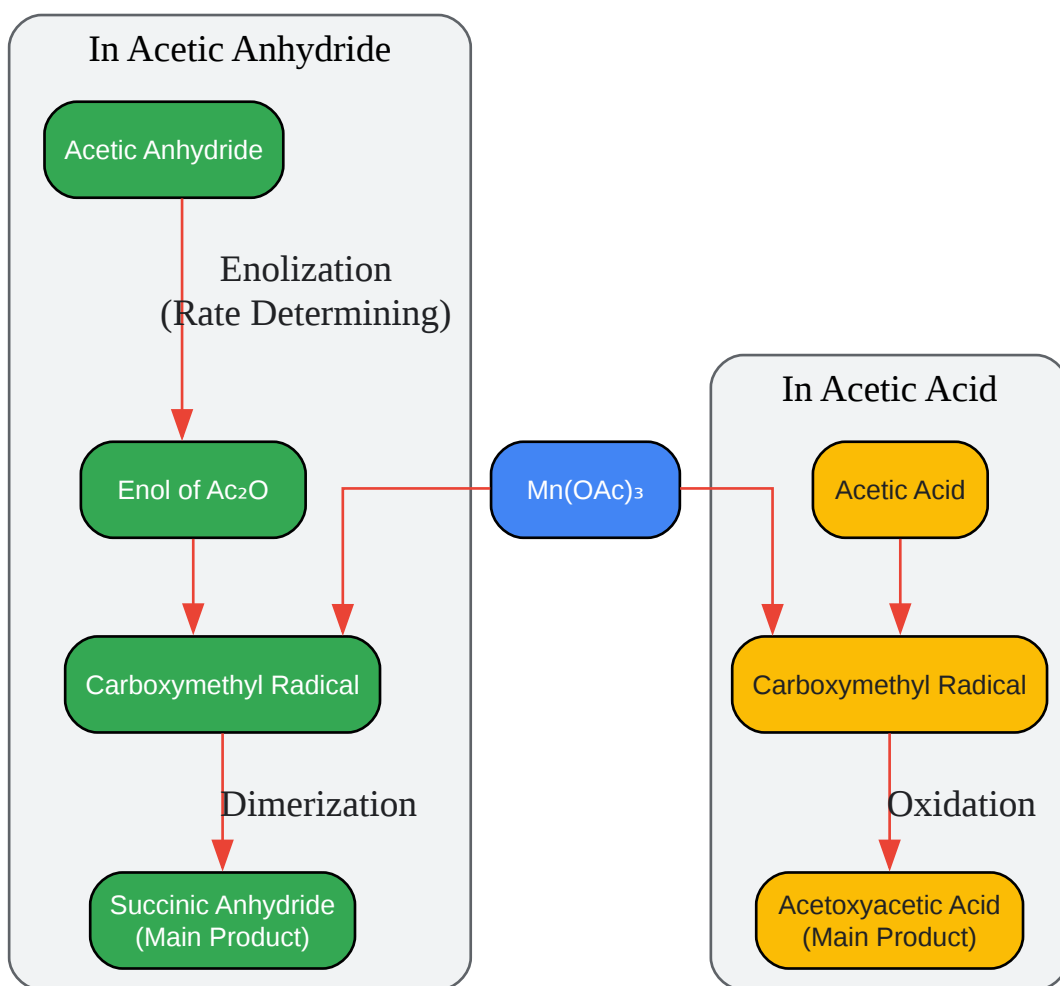 In Acetic Anhydride
Acetic Anhydride
Enolization
(Rate Determining)
Enol of Ac₂O
Carboxymethyl Radical
Dimerization
Succinic Anhydride
(Main Product)
Mn(OAc)₃
In Acetic Acid
Acetic Acid
Carboxymethyl Radical
Oxidation
Acetoxyacetic Acid
(Main Product)